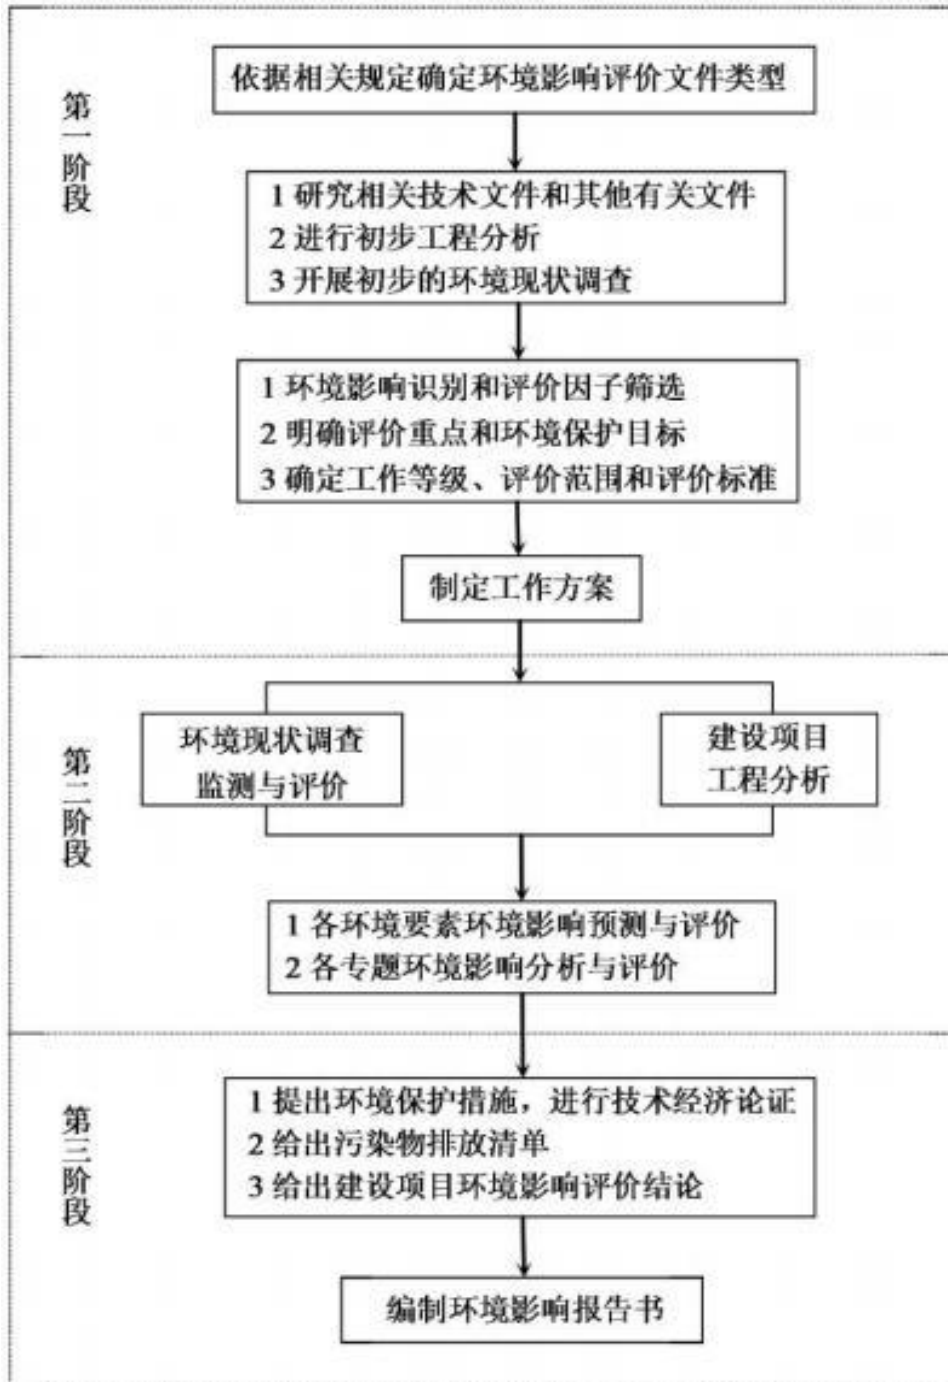 第一阶段
依据相关规定确定环境影响评价文件类型
1 研究相关技术文件和其他有关文件
2 进行初步工程分析
3 开展初步的环境现状调查
1 环境影响识别和评价因子筛选
2 明确评价重点和环境保护目标
3 确定工作等级、评价范围和评价标准
制定工作方案
第二阶段
环境现状调查
监测与评价
建设项目
工程分析
1 各环境要素环境影响预测与评价
2 各专题环境影响分析与评价
第三阶段
1 提出环境保护措施，进行技术经济论证
2 给出污染物排放清单
3 给出建设项目环境影响评价结论
编制环境影响报告书